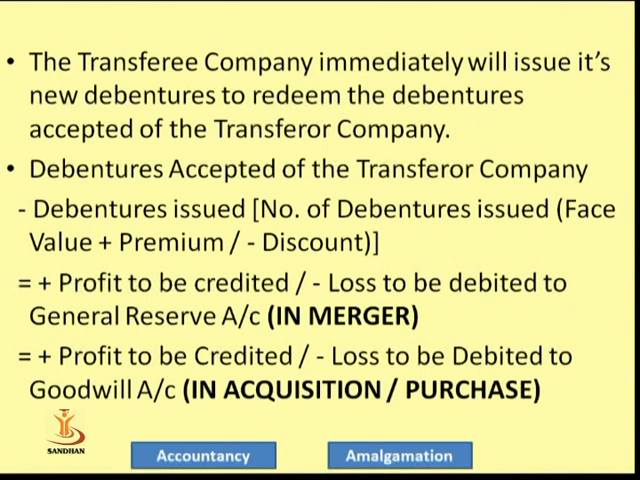 • The Transferee Company immediately will issue it's
new debentures to redeem the debentures
accepted of the Transferor Company.
• Debentures Accepted of the Transferor Company
- Debentures issued [No. of Debentures issued (Face
Value + Premium / - Discount)]
= + Profit to be credited / - Loss to be debited to
General Reserve A/c (IN MERGER)
= + Profit to be Credited / - Loss to be Debited to
Goodwill A/c (IN ACQUISITION / PURCHASE)
SANDHAN
Accountancy
Amalgamation